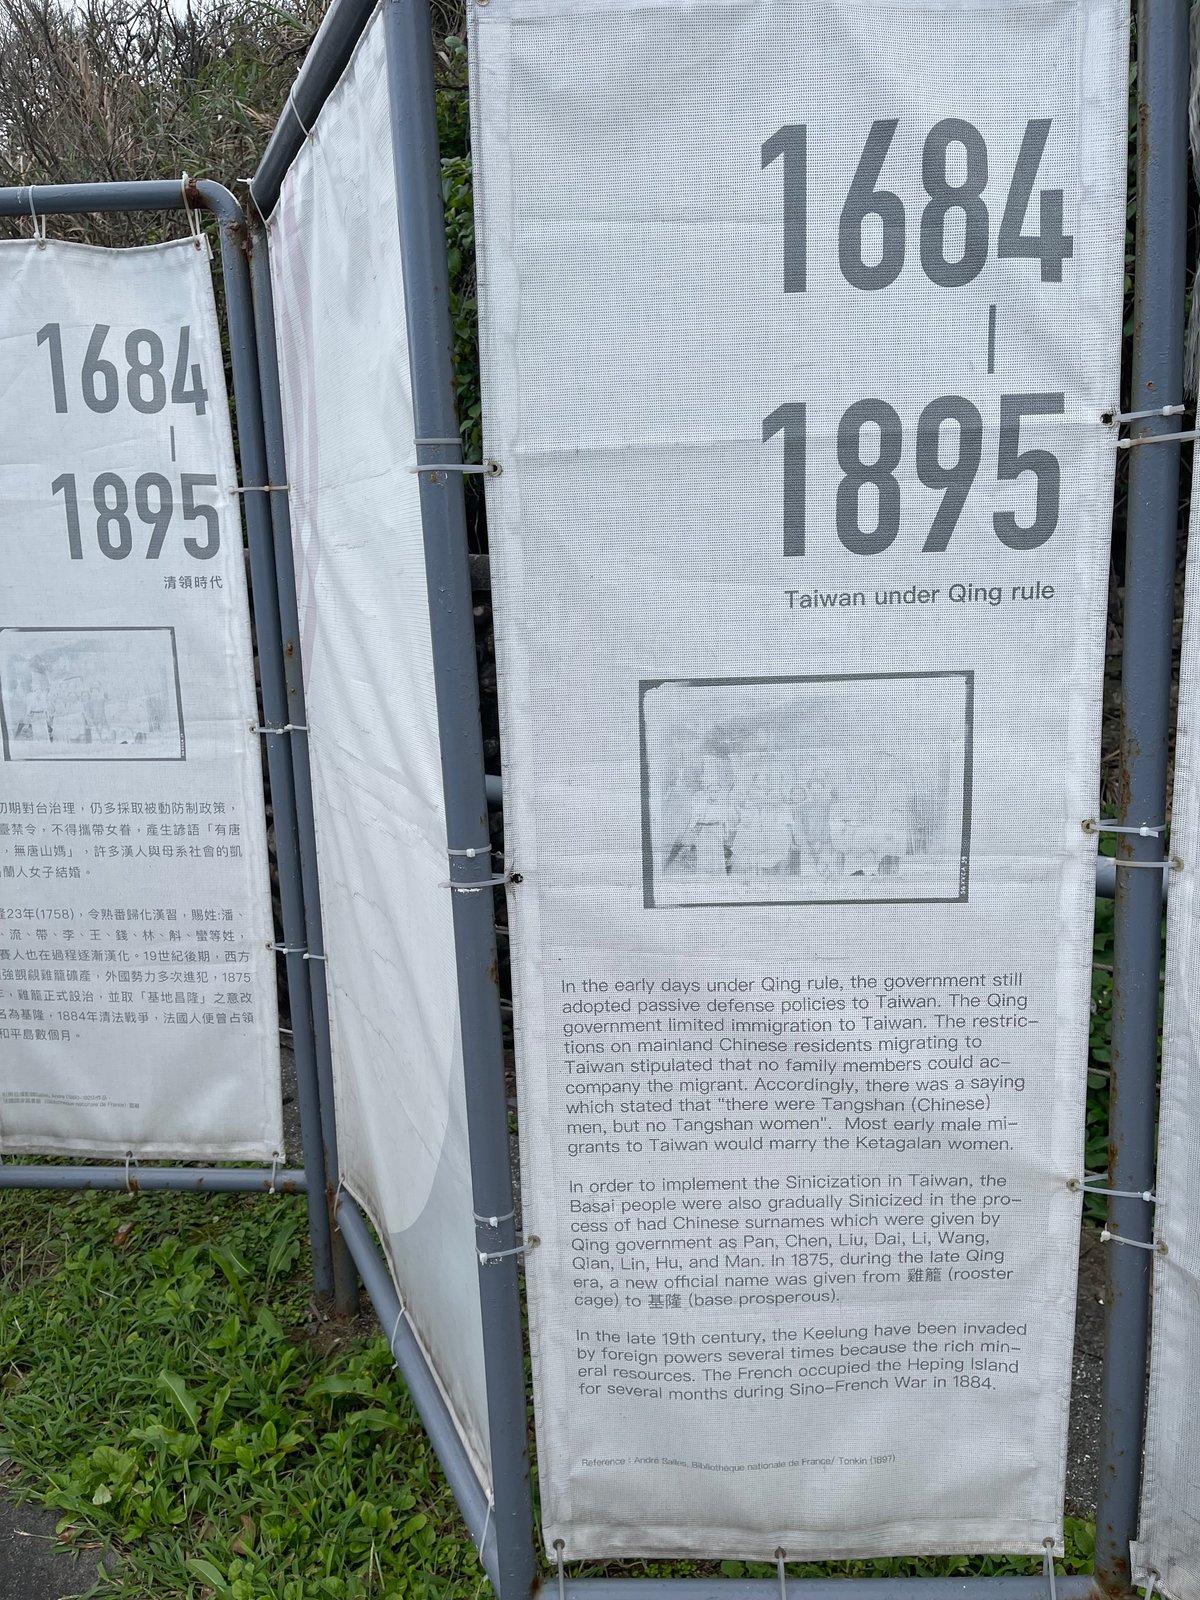 1684
|
1895
清領時代
初期對台治理，仍多採取被動防制政策，
臺禁令，不得攜帶女眷，產生諺語「有唐
，無唐山媽」，許多漢人與母系社會的凱
蘭人女子結婚。
隆23年(1758)，令熟番歸化漢習，賜姓:潘、
、流、帶、李、王、錢、林、斛、蠻等姓，
賽人也在過程逐漸漢化。19世紀後期，西方
強覬覦雞籠礦產，外國勢力多次進犯，1875
年，雞籠正式設治，並取「基地昌隆」之意改
名為基隆，1884年清法戰爭，法國人便曾占領
和平島數個月。
1684
|
1895
Taiwan under Qing rule
In the early days under Qing rule, the government still
adopted passive defense policies to Taiwan. The Qing
government limited immigration to Taiwan. The restric-
tions on mainland Chinese residents migrating to
Taiwan stipulated that no family members could ac-
company the migrant. Accordingly, there was a saying
which stated that "there were Tangshan (Chinese)
men, but no Tangshan women".  Most early male mi-
grants to Taiwan would marry the Ketagalan women.
In order to implement the Sinicization in Taiwan, the
Basai people were also gradually Sinicized in the pro-
cess of had Chinese surnames which were given by
Qing government as Pan, Chen, Liu, Dai, Li, Wang,
Qian, Lin, Hu, and Man. In 1875, during the late Qing
era, a new official name was given from 雞籠 (rooster
cage) to 基隆 (base prosperous).
In the late 19th century, the Keelung have been invaded
by foreign powers several times because the rich min-
eral resources. The French occupied the Heping Island
for several months during Sino-French War in 1884.
Reference : André Salles, Bibliothèque nationale de France/ Tonkin (1897)